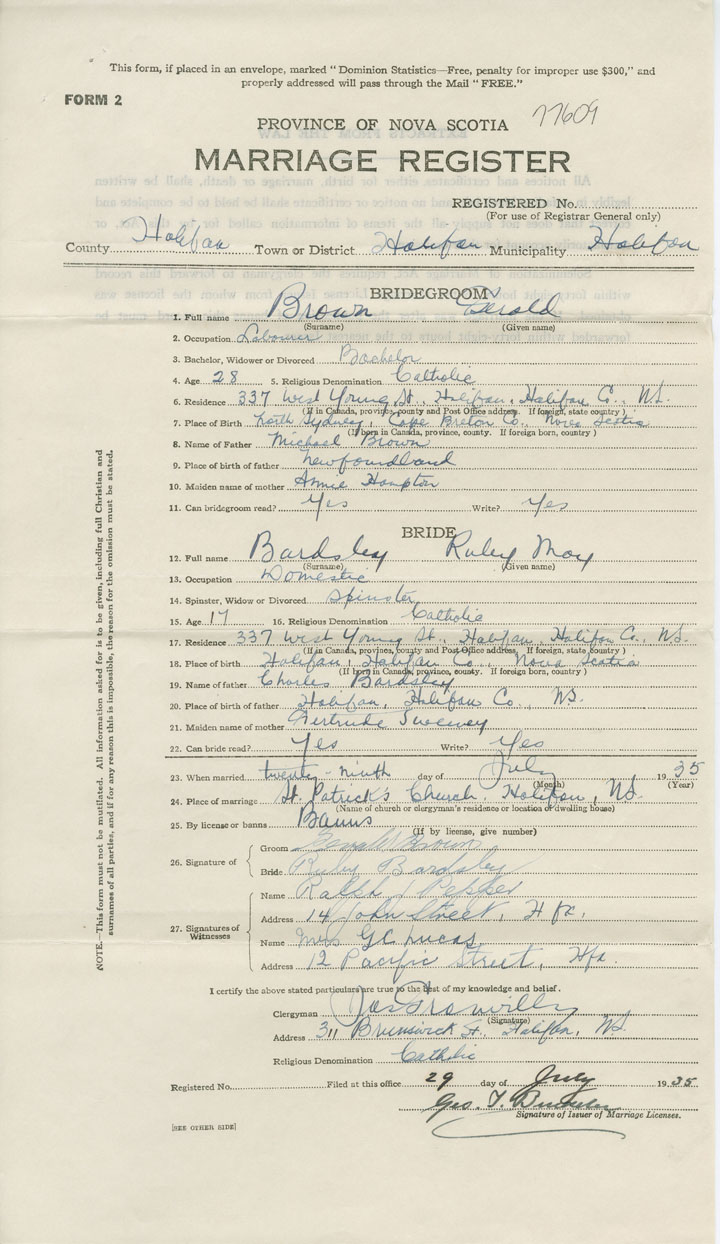 This form, if placed in an envelope, marked "Dominion Statistics—Free, penalty for improper use $300," and
properly addressed will pass through the Mail "FREE."
FORM 2
77609
PROVINCE OF NOVA SCOTIA
MARRIAGE REGISTER
REGISTERED No.
(For use of Registrar General only)
County Halifax Town or District Halifax Municipality Halifax
BRIDEGROOM
1. Full name Brown Gerald
(Surname) (Given name)
2. Occupation Labourer
3. Bachelor, Widower or Divorced Bachelor
4. Age 28 5. Religious Denomination Catholic
6. Residence 337 West Young St., Halifax, Halifax Co., N.S.
(If in Canada, province, county and Post Office address. If foreign, state country)
7. Place of Birth North Sydney, Cape Breton Co., Nova Scotia
(If born in Canada, province, county. If foreign born, country)
8. Name of Father Michael Brown
9. Place of birth of father Newfoundland
10. Maiden name of mother Annie Hampton
11. Can bridegroom read? Yes Write? Yes
BRIDE
12. Full name Bardsley Ruby May
(Surname) (Given name)
13. Occupation Domestic
14. Spinster, Widow or Divorced Spinster
15. Age 17 16. Religious Denomination Catholic
17. Residence 337 West Young St., Halifax, Halifax Co., N.S.
(If in Canada, province, county and Post Office address. If foreign, state country)
18. Place of birth Halifax, Halifax Co., Nova Scotia
(If born in Canada, province, county. If foreign born, country)
19. Name of father Charles Bardsley
20. Place of birth of father Halifax, Halifax Co., N.S.
21. Maiden name of mother Gertrude Sweeney
22. Can bride read? Yes Write? Yes
23. When married twenty-ninth day of July 1935
(Month) (Year)
24. Place of marriage St. Patrick's Church, Halifax, N.S.
(Name of church or clergyman's residence or location of dwelling house)
25. By license or banns Banns
(If by license, give number)
26. Signature of
Groom Gerald Brown
Bride Ruby Bardsley
27. Signatures of Witnesses
Name Ralph J Pepper
Address 14 John Street, Hfx.
Name Mrs G C Lucas
Address 12 Pacific Street, Hfx.
I certify the above stated particulars are true to the best of my knowledge and belief.
Clergyman Jas Granville
(Signature)
Address 311 Brunswick St. Halifax, N.S.
Religious Denomination Catholic
Registered No. Filed at this office 29 day of July 1935
Geo. T.
Signature of Issuer of Marriage Licenses.
[SEE OTHER SIDE]
NOTE.—This form must not be mutilated. All information asked for is to be given, including full Christian and
surnames of all parties, and if for any reason this is impossible, the reason for the omission must be stated.